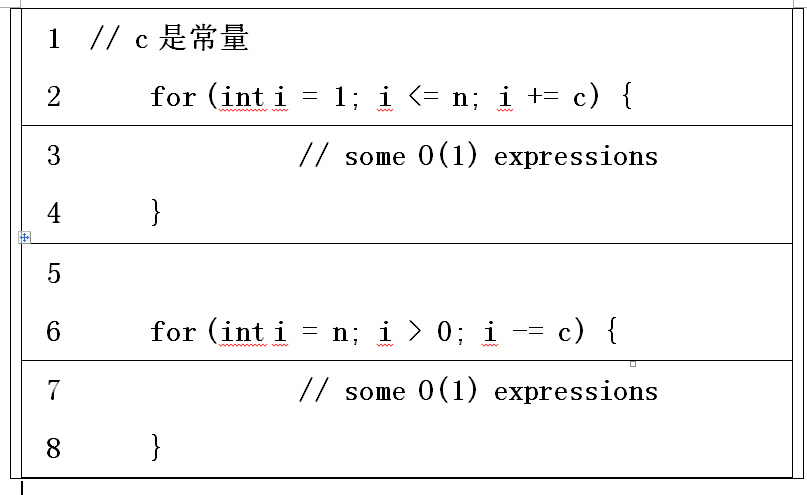 1 // c 是常量
2 for (int i = 1; i <= n; i += c) {
3 // some O(1) expressions
4 }
5
6 for (int i = n; i > 0; i -= c) {
7 // some O(1) expressions
8 }